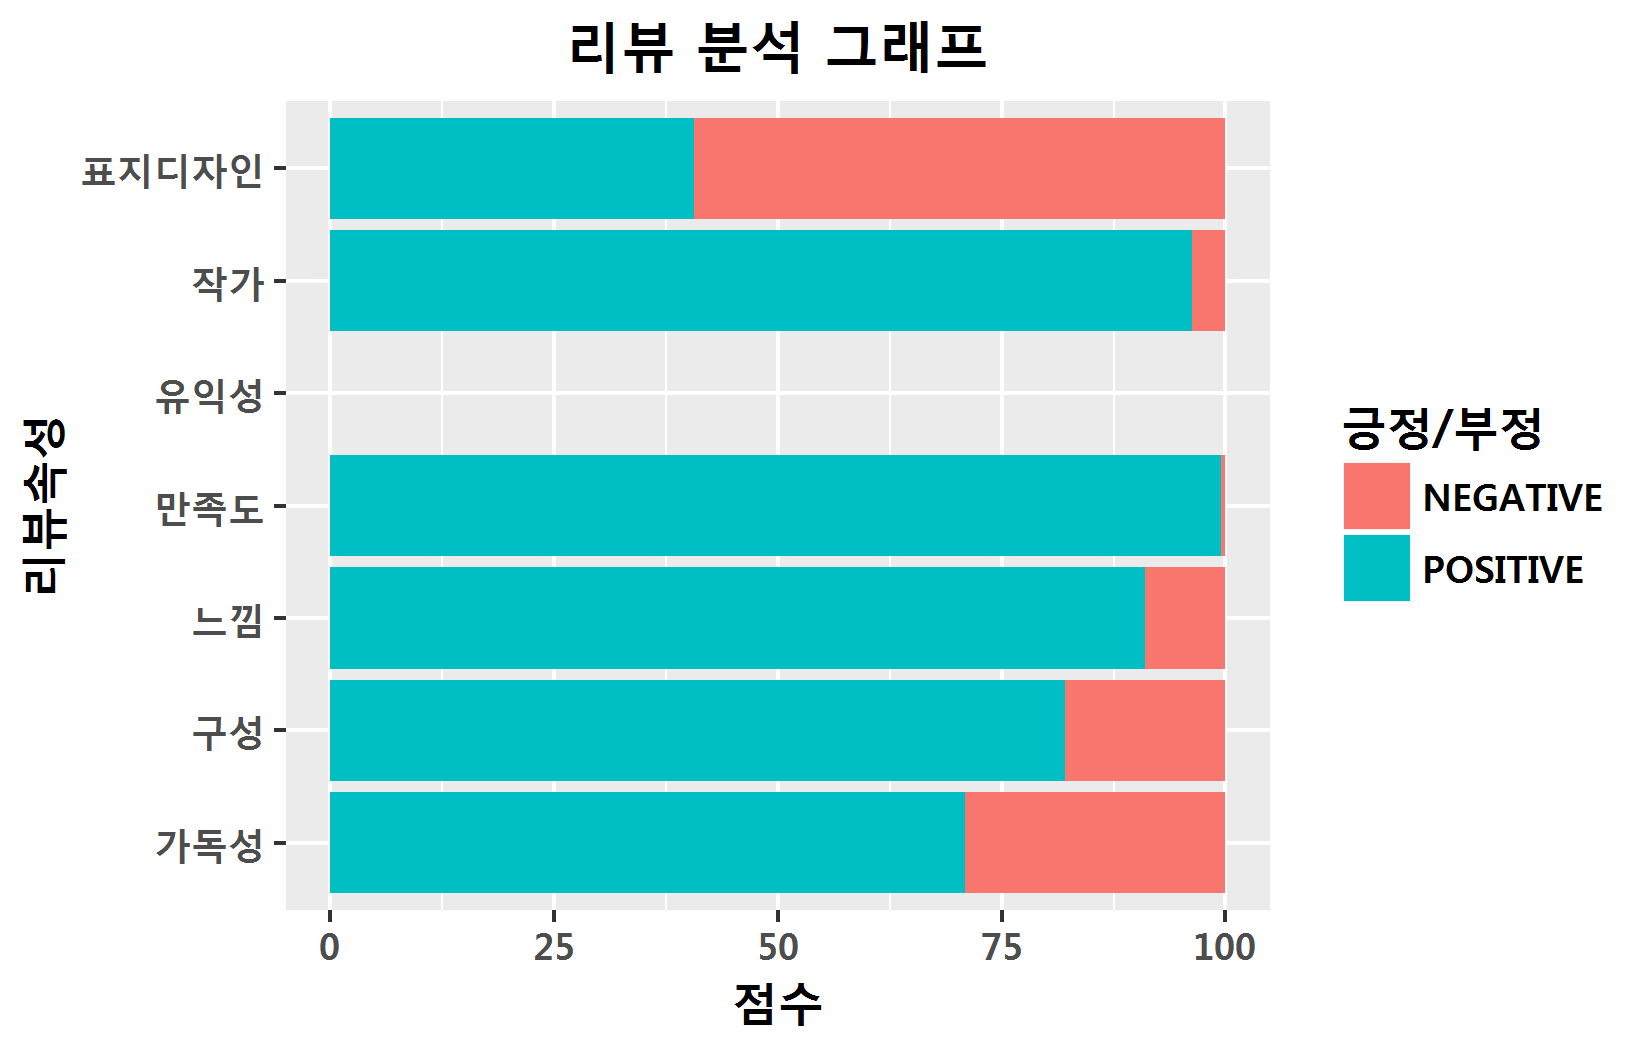 리뷰 분석 그래프
리뷰속성
표지디자인
작가
유익성
만족도
느낌
구성
가독성
0 25 50 75 100
점수
긍정/부정
NEGATIVE
POSITIVE